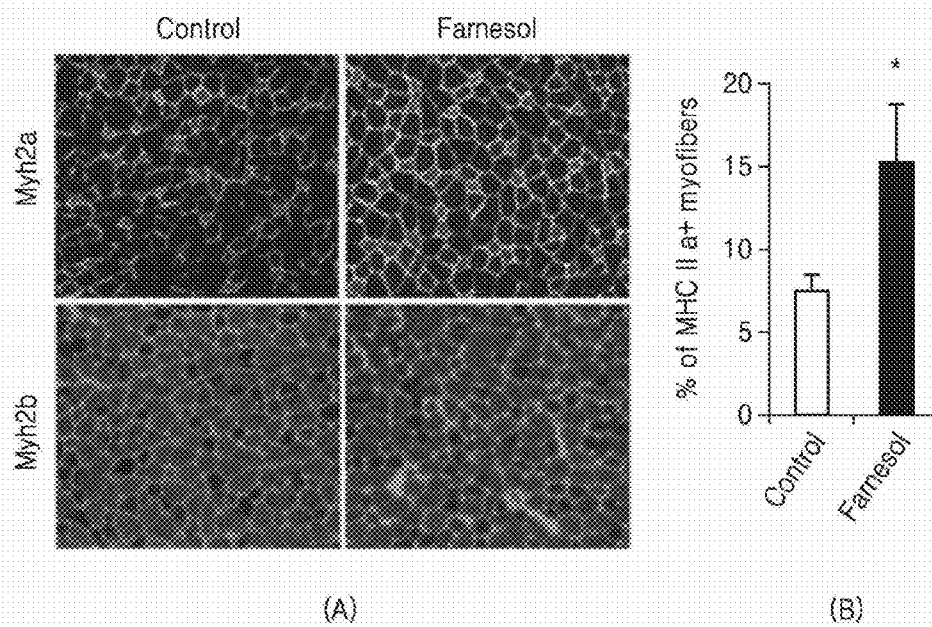 Control
Farnesol
Myh2a
Myh2b
(A)
% of MHC II a+ myofibers
20
15
10
5
0
*
Control
Farnesol
(B)